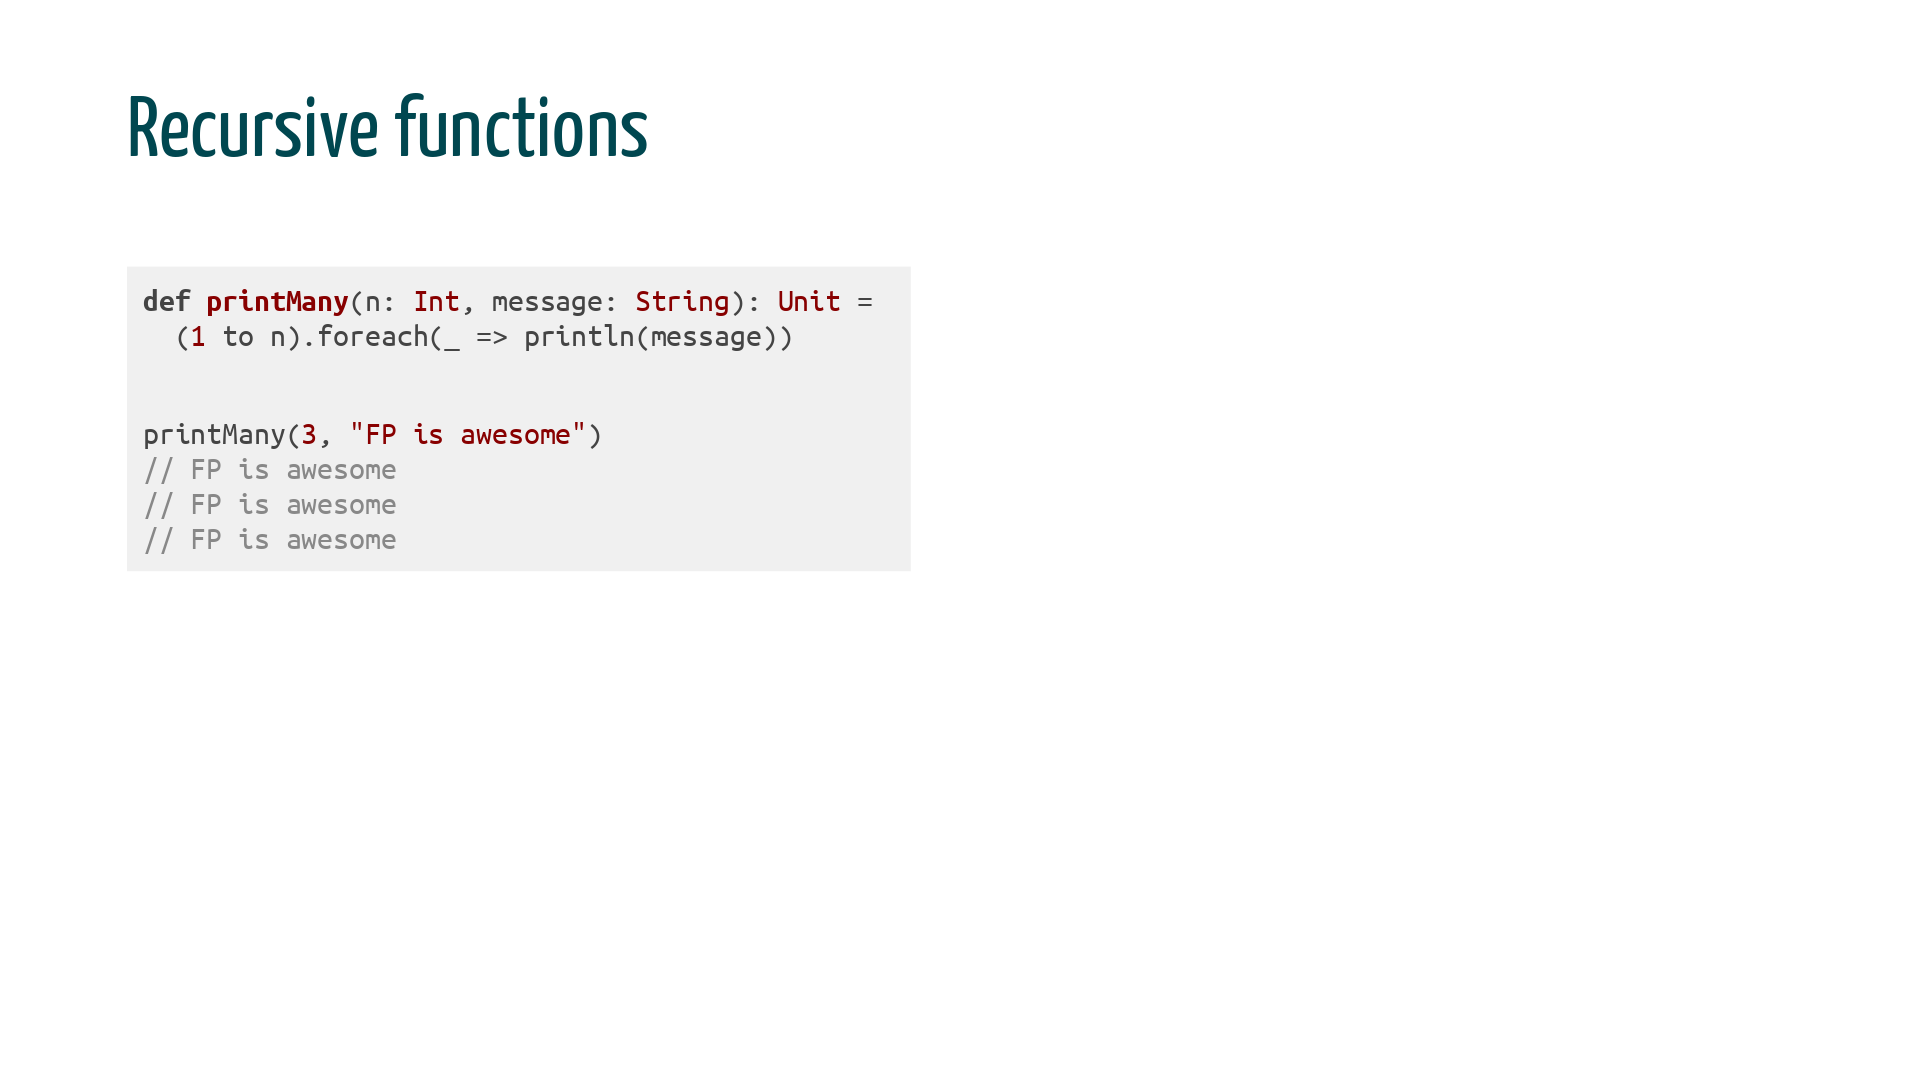 Recursive functions
def printMany(n: Int, message: String): Unit =
  (1 to n).foreach(_ => println(message))
printMany(3, "FP is awesome")
// FP is awesome
// FP is awesome
// FP is awesome